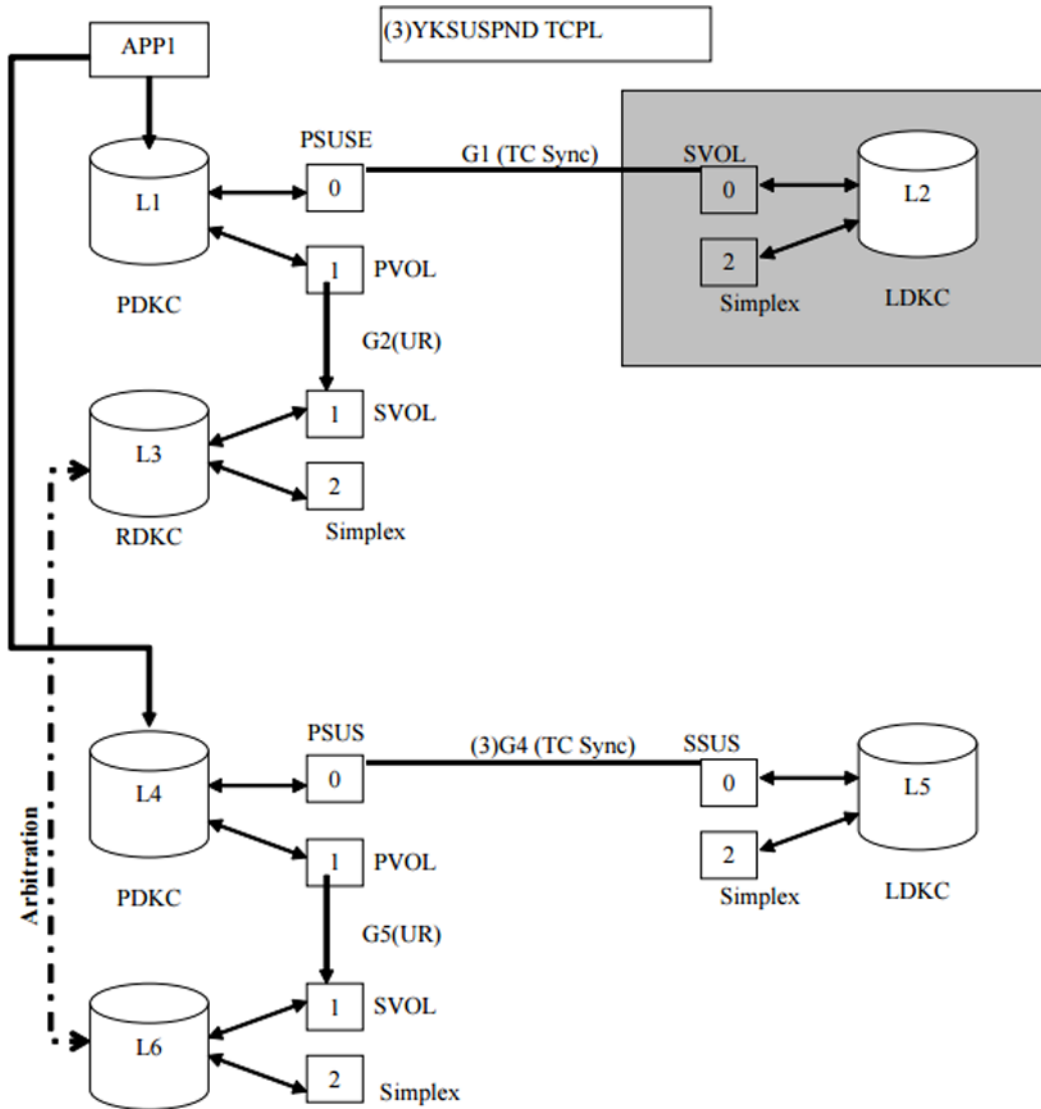 (3)YKSUSPND TCPL
APP1
PSUSE
G1 (TC Sync)
SVOL
L1
0
0
L2
1
PVOL
2
Simplex
PDKC
LDKC
G2(UR)
L3
1
SVOL
2
RDKC
Simplex
PSUS
(3)G4 (TC Sync)
SSUS
L4
0
0
L5
1
PVOL
2
Simplex
PDKC
LDKC
Arbitration
G5(UR)
1
SVOL
L6
2
Simplex